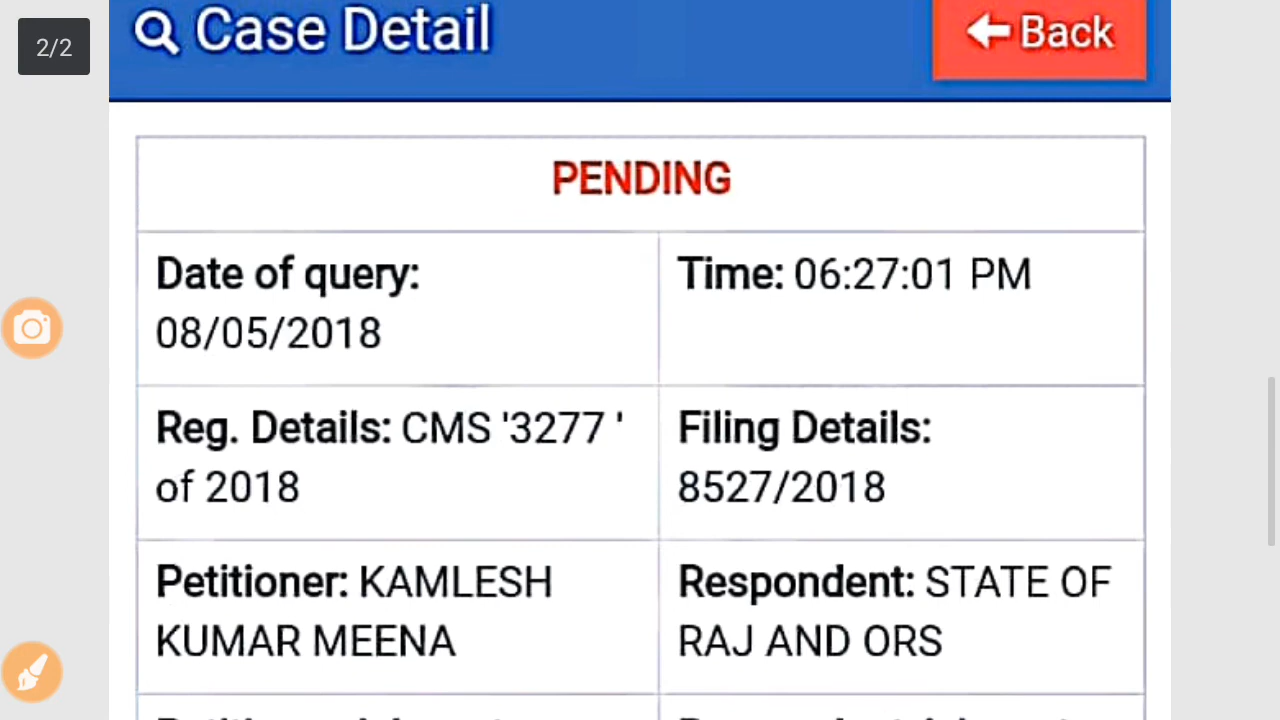 2/2
Case Detail
Back
PENDING
Date of query:
08/05/2018
Time: 06:27:01 PM
Reg. Details: CMS '3277 '
of 2018
Filing Details:
8527/2018
Petitioner: KAMLESH
KUMAR MEENA
Respondent: STATE OF
RAJ AND ORS